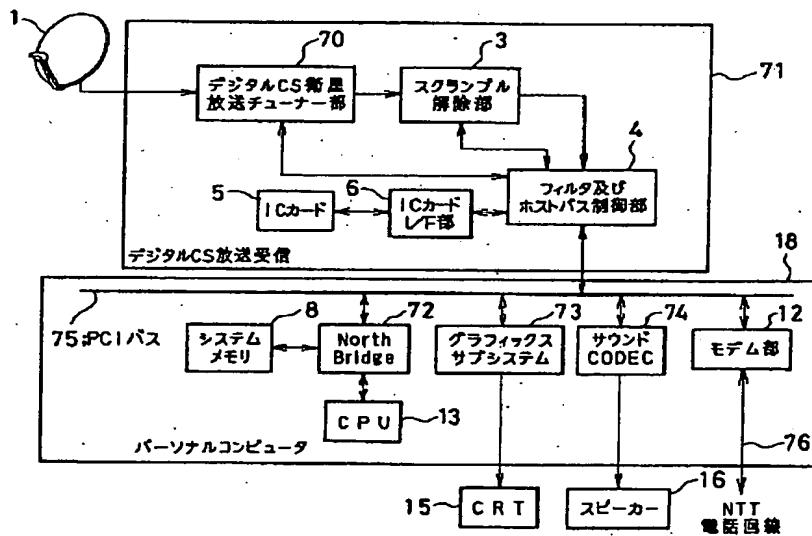 1
70
デジタルCS衛星
放送チューナー部
3
スクランブル
解除部
71
4
フィルタ及び
ホストバス制御部
5
ICカード
6
ICカード
I/F部
デジタルCS放送受信
18
75;PCIバス
8
システム
メモリ
72
North
Bridge
73
グラフィックス
サブシステム
74
サウンド
CODEC
12
モデム部
CPU
13
パーソナルコンピュータ
76
15
CRT
16
スピーカー
NTT
電話回線